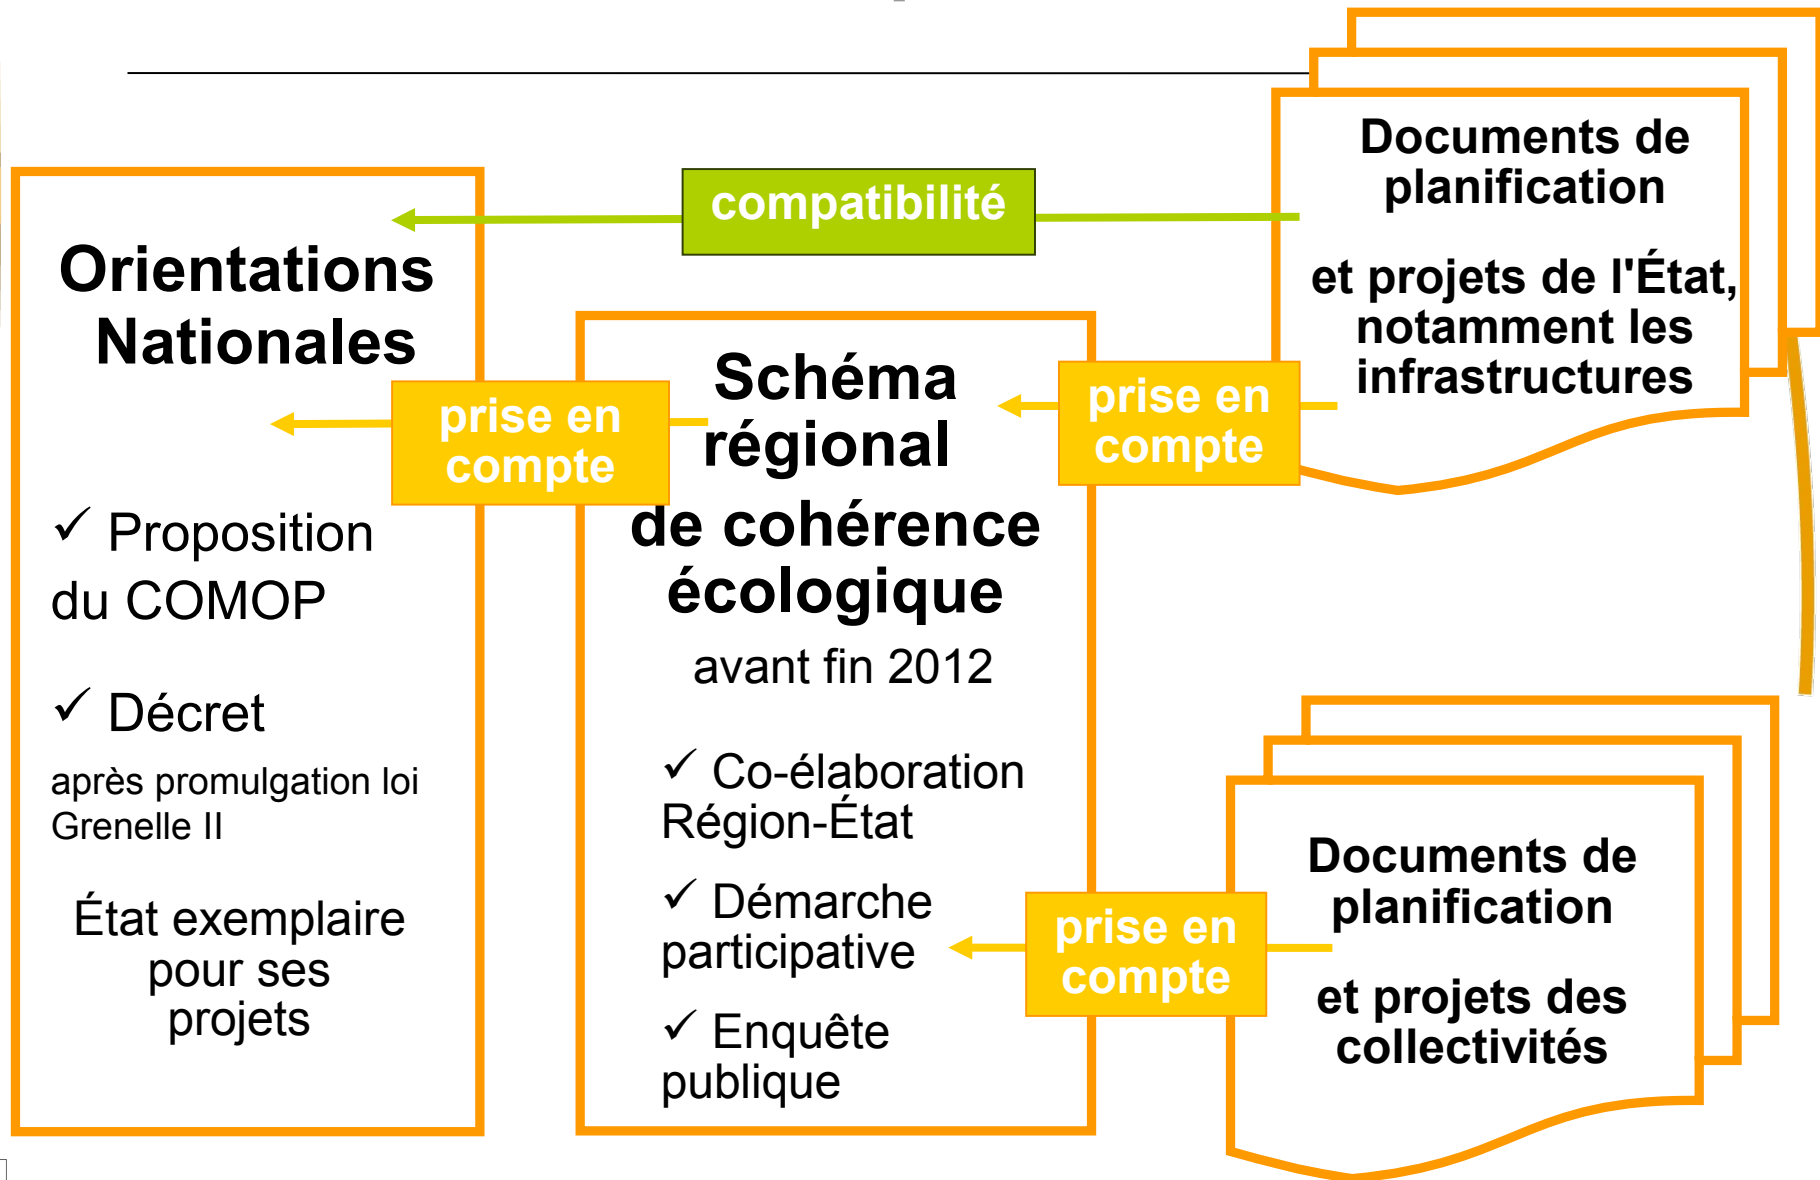 Orientations
Nationales
✓ Proposition
du COMOP
✓ Décret
après promulgation loi
Grenelle II
État exemplaire
pour ses
projets
compatibilité
prise en
compte
Schéma
régional
de cohérence
écologique
avant fin 2012
✓ Co-élaboration
Région-État
✓ Démarche
participative
✓ Enquête
publique
prise en
compte
Documents de
planification
et projets de l'État,
notamment les
infrastructures
prise en
compte
Documents de
planification
et projets des
collectivités